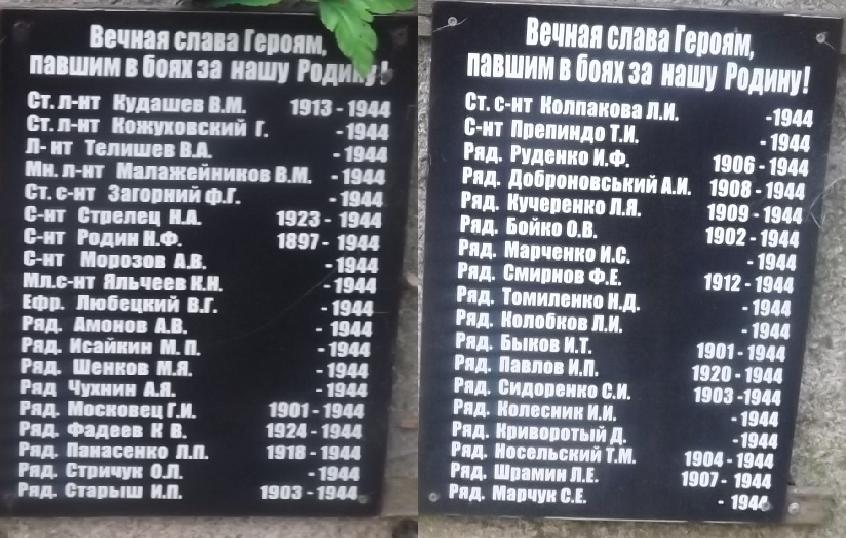 Вечная слава Героям,
павшим в боях за нашу Родину!
Ст. л-нт Кудашев В.М. 1913 - 1944
Ст. л-нт Кожуховский Г. - 1944
Л- нт Телишев В.А. - 1944
Мн. л-нт Малажейников В.М. - 1944
Ст. с-нт Загорний Ф.Г. - 1944
С-нт Стрелец Н.А. 1923 - 1944
С-нт Родин Н.Ф. 1897 - 1944
С-нт Морозов А.В. - 1944
Мл.с-нт Яльчеев К.Н. - 1944
Ефр. Любецкий В.Г. - 1944
Ряд. Амонов А.В. - 1944
Ряд. Исайкин М. П. - 1944
Ряд. Шенков М.Я. - 1944
Ряд Чухнин А.Я. - 1944
Ряд. Московец Г.И. 1901 - 1944
Ряд. Фадеев К В. 1924 - 1944
Ряд. Панасенко Л.П. 1918 - 1944
Ряд. Стричук О.Л. - 1944
Ряд. Старыш И.П. 1903 - 1944
Вечная слава Героям,
павшим в боях за нашу Родину!
Ст. с-нт Колпакова Л.И. -1944
С-нт Препиндо Т.И. - 1944
Ряд. Руденко И.Ф. 1906 - 1944
Ряд. Доброновський А.И. 1908 - 1944
Ряд. Кучеренко Л.Я. 1909 - 1944
Ряд. Бойко О.В. 1902 - 1944
Ряд. Марченко И.С. - 1944
Ряд. Смирнов Ф.Е. 1912 - 1944
Ряд. Томиленко Н.Д. - 1944
Ряд. Колобков Л.И. - 1944
Ряд. Быков И.Т. 1901 - 1944
Ряд. Павлов И.П. 1920 - 1944
Ряд. Сидоренко С.И. 1903 -1944
Ряд. Колесник И.И. -1944
Ряд. Криворотый Д. -1944
Ряд. Носельский Т.М. 1904 - 1944
Ряд. Шрамин Л.Е. 1907 - 1944
Ряд. Марчук С.Е. - 1944